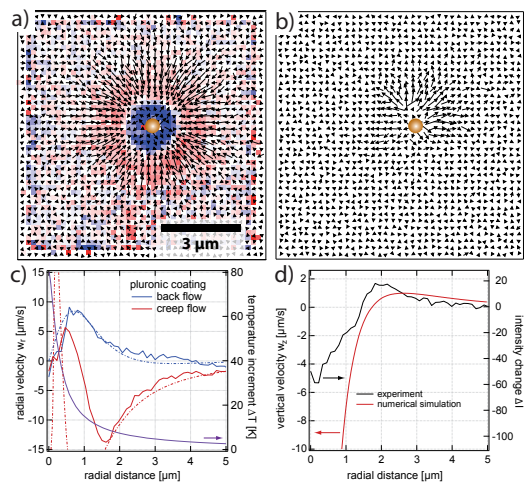 a)
b)
3 µm
c)
pluronic coating
back flow
creep flow
radial velocity wr [µm/s]
15
10
5
0
-5
-10
-15
80
60
40
20
0
temperature increment Δ T [K]
0
1
2
3
4
5
radial distance [µm]
d)
vertical velocity wz [µm/s]
4
2
0
-2
-4
-6
-8
-10
experiment
numerical simulation
20
0
-20
-40
-60
-80
-100
intensity change ΔI
0
1
2
3
4
5
radial distance [µm]